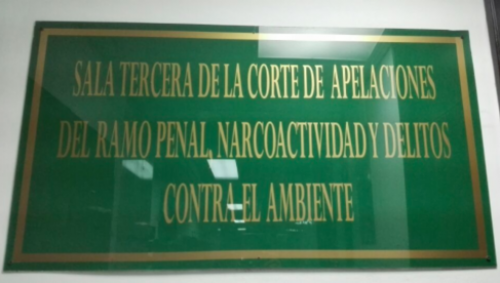 SALA TERCERA DE LA CORTE DE APELACIONES
DEL RAMO PENAL, NARCOACTIVIDAD Y DELITOS
CONTRA EL AMBIENTE